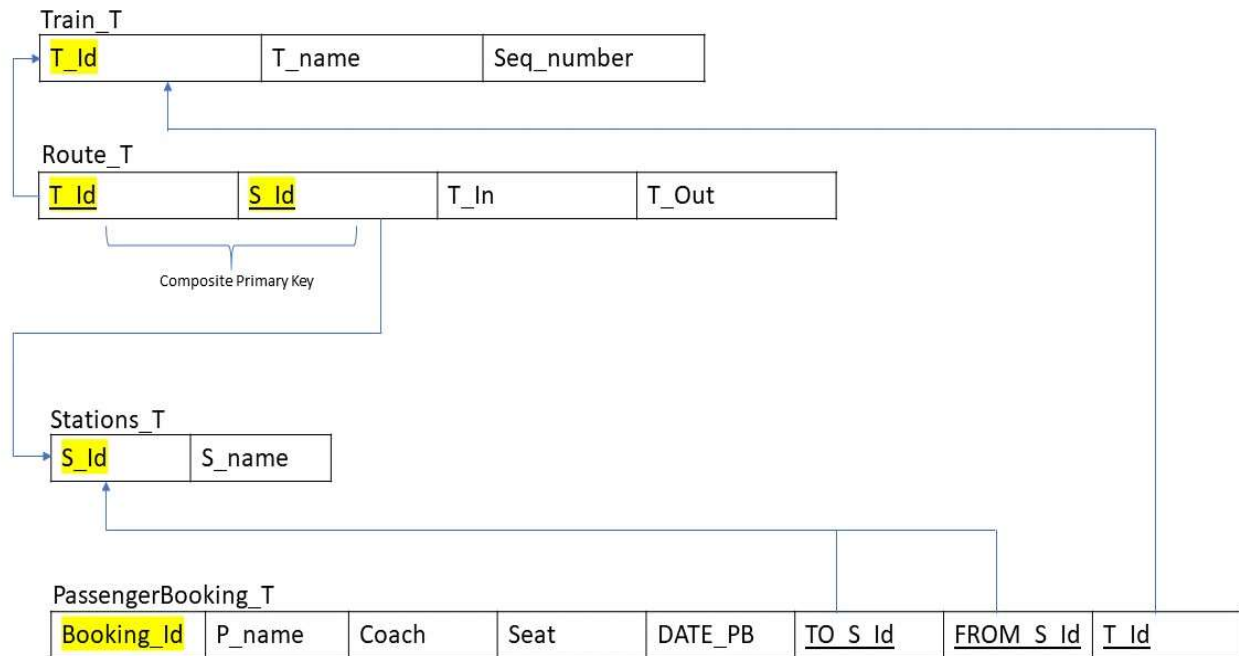 Train_T
T_Id T_name Seq_number
Route_T
T_Id S_Id T_In T_Out
Composite Primary Key
Stations_T
S_Id S_name
PassengerBooking_T
Booking_Id P_name Coach Seat DATE_PB TO_S_Id FROM_S_Id T_Id